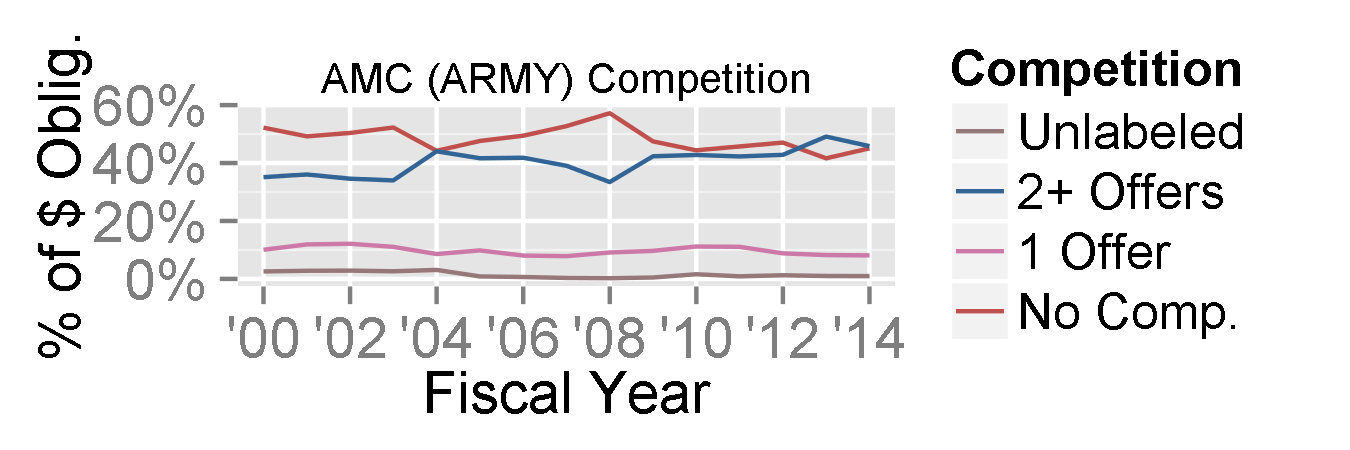 AMC (ARMY) Competition
% of $ Oblig.
60%
40%
20%
0%
'00 '02 '04 '06 '08 '10 '12 '14
Fiscal Year
Competition
Unlabeled
2+ Offers
1 Offer
No Comp.